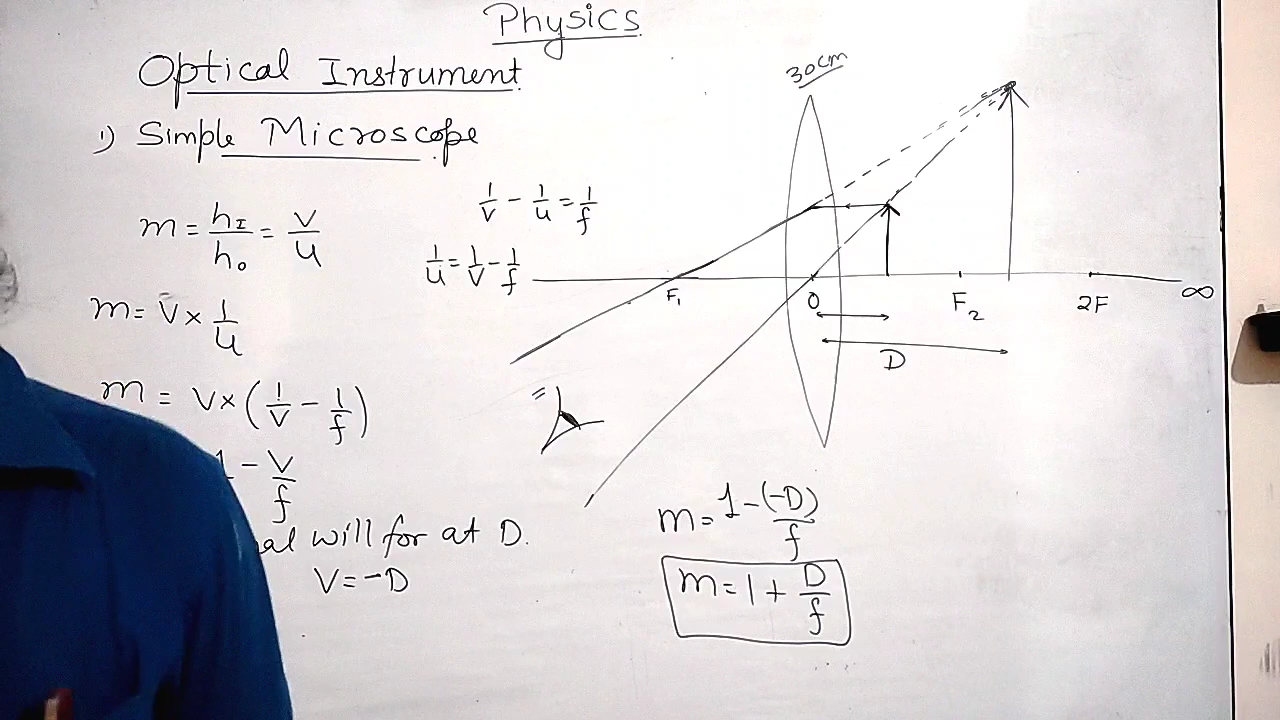 Physics
Optical Instrument
1) Simple Microscope
m = hI/ho = v/u
m = v × 1/u
m = v×(1/v − 1/f)
1 − v/f
will for at D.
V = −D
1/v − 1/u = 1/f
1/u = 1/v − 1/f
30cm
F1 O F2 2F ∞
D
m = 1 − (−D)/f
m = 1 + D/f